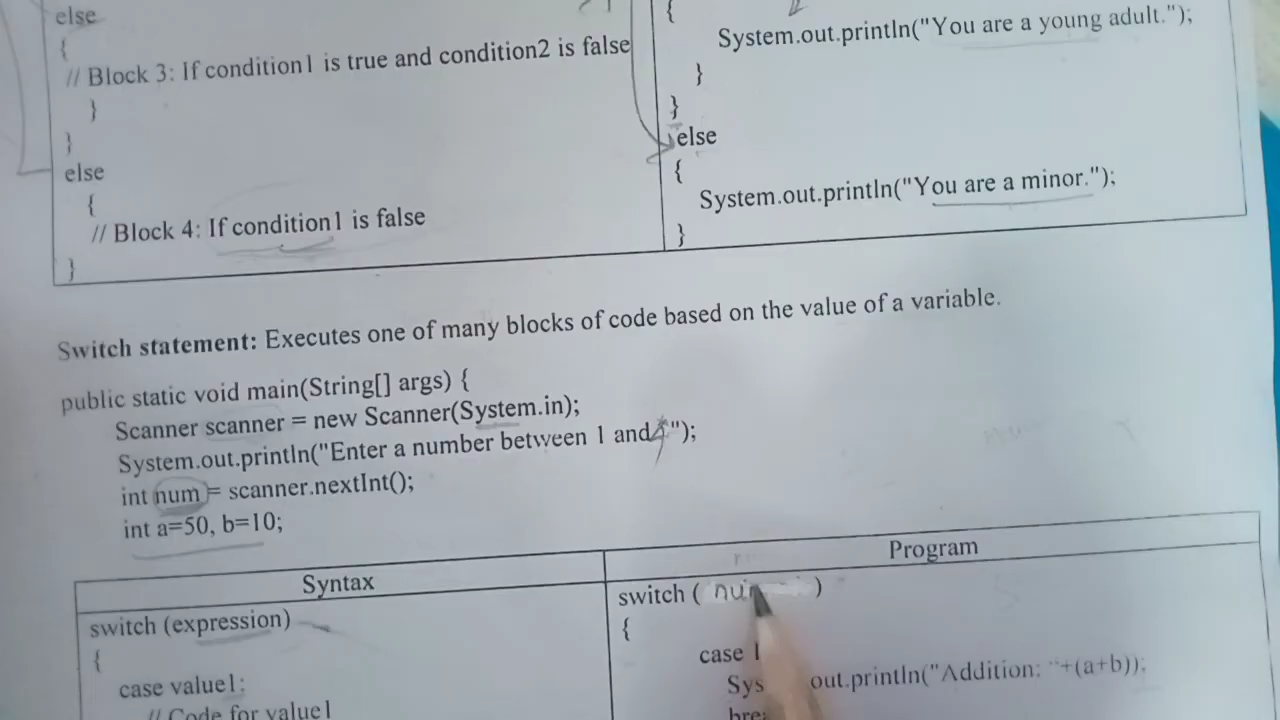 else
{
// Block 3: If condition1 is true and condition2 is false
}
}
else
{
// Block 4: If condition1 is false
}
{
System.out.println("You are a young adult.");
}
}
else
{
System.out.println("You are a minor.");
}
Switch statement: Executes one of many blocks of code based on the value of a variable.
public static void main(String[] args) {
Scanner scanner = new Scanner(System.in);
System.out.println("Enter a number between 1 and 4");
int num = scanner.nextInt();
int a=50, b=10;
Syntax
switch (expression)
{
case value1:
// Code for value1
Program
switch ( )
{
case 1
out.println("Addition: "+(a+b));